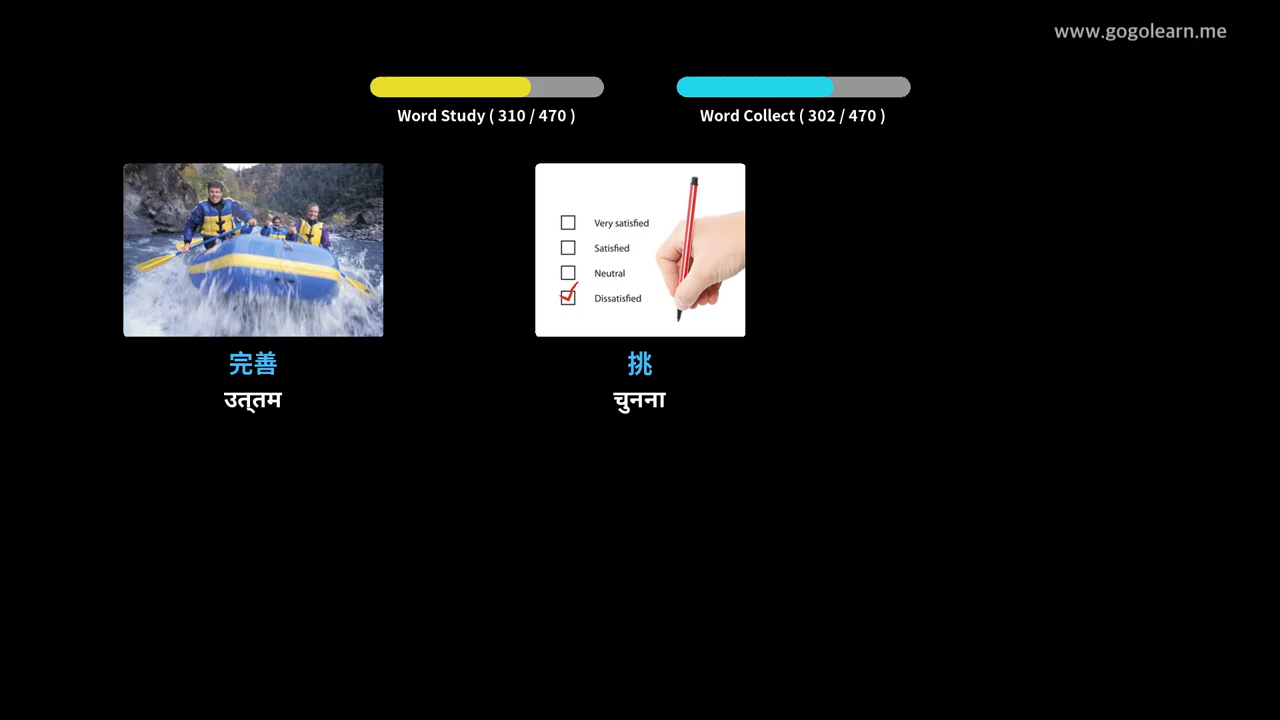 www.gogolearn.me
Word Study ( 310 / 470 )
Word Collect ( 302 / 470 )
Very satisfied
Satisfied
Neutral
Dissatisfied
完善
挑
उत्‌तम
चुनना